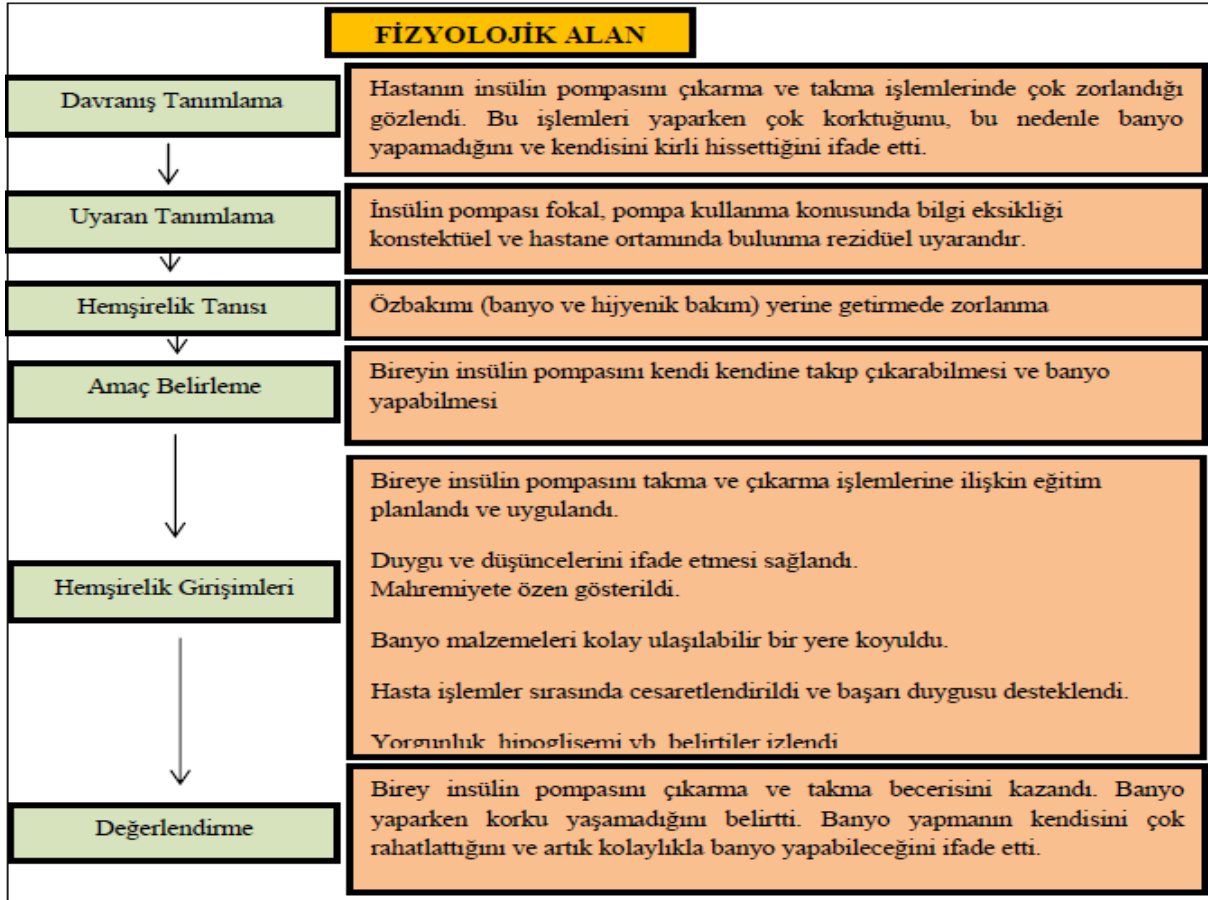 FİZYOLOJİK ALAN
Davranış Tanımlama
Hastanın insülin pompasını çıkarma ve takma işlemlerinde çok zorlandığı
gözlendi. Bu işlemleri yaparken çok korktuğunu, bu nedenle banyo
yapamadığını ve kendisini kirli hissettiğini ifade etti.
Uyaran Tanımlama
İnsülin pompası fokal, pompa kullanma konusunda bilgi eksikliği
konstektüel ve hastane ortamında bulunma rezidüel uyarandır.
Hemşirelik Tanısı
Özbakımı (banyo ve hijyenik bakım) yerine getirmede zorlanma
Amaç Belirleme
Bireyin insülin pompasını kendi kendine takıp çıkarabilmesi ve banyo
yapabilmesi
Hemşirelik Girişimleri
Bireye insülin pompasını takma ve çıkarma işlemlerine ilişkin eğitim
planlandı ve uygulandı.
Duygu ve düşüncelerini ifade etmesi sağlandı.
Mahremiyete özen gösterildi.
Banyo malzemeleri kolay ulaşılabilir bir yere koyuldu.
Hasta işlemler sırasında cesaretlendirildi ve başarı duygusu desteklendi.
Yorgunluk, hipoglisemi vb. belirtiler izlendi
Değerlendirme
Birey insülin pompasını çıkarma ve takma becerisini kazandı. Banyo
yaparken korku yaşamadığını belirtti. Banyo yapmanın kendisini çok
rahatlattığını ve artık kolaylıkla banyo yapabileceğini ifade etti.